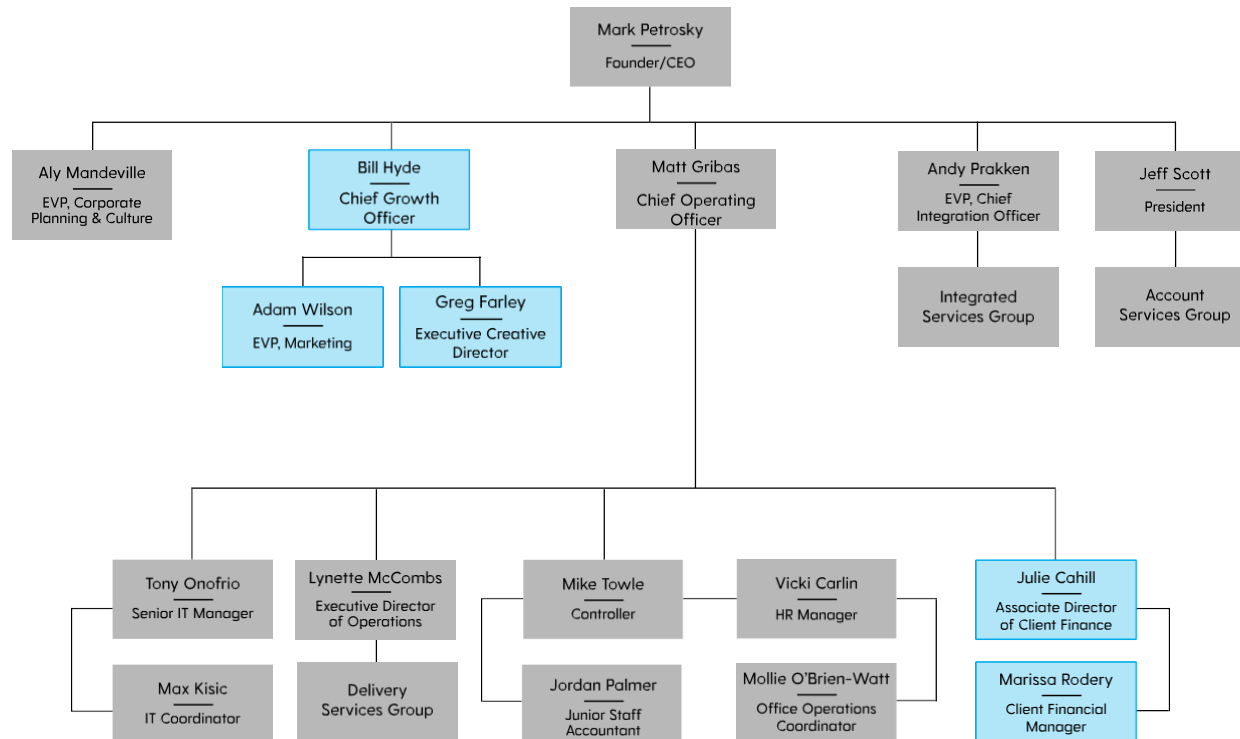 Mark Petrosky
Founder/CEO
Aly Mandeville
EVP, Corporate
Planning & Culture
Bill Hyde
Chief Growth
Officer
Matt Gribas
Chief Operating
Officer
Andy Prakken
EVP, Chief
Integration Officer
Jeff Scott
President
Adam Wilson
EVP, Marketing
Greg Farley
Executive Creative
Director
Integrated
Services Group
Account
Services Group
Tony Onofrio
Senior IT Manager
Lynette McCombs
Executive Director
of Operations
Mike Towle
Controller
Vicki Carlin
HR Manager
Julie Cahill
Associate Director
of Client Finance
Max Kisic
IT Coordinator
Delivery
Services Group
Jordan Palmer
Junior Staff
Accountant
Mollie O'Brien-Watt
Office Operations
Coordinator
Marissa Rodery
Client Financial
Manager